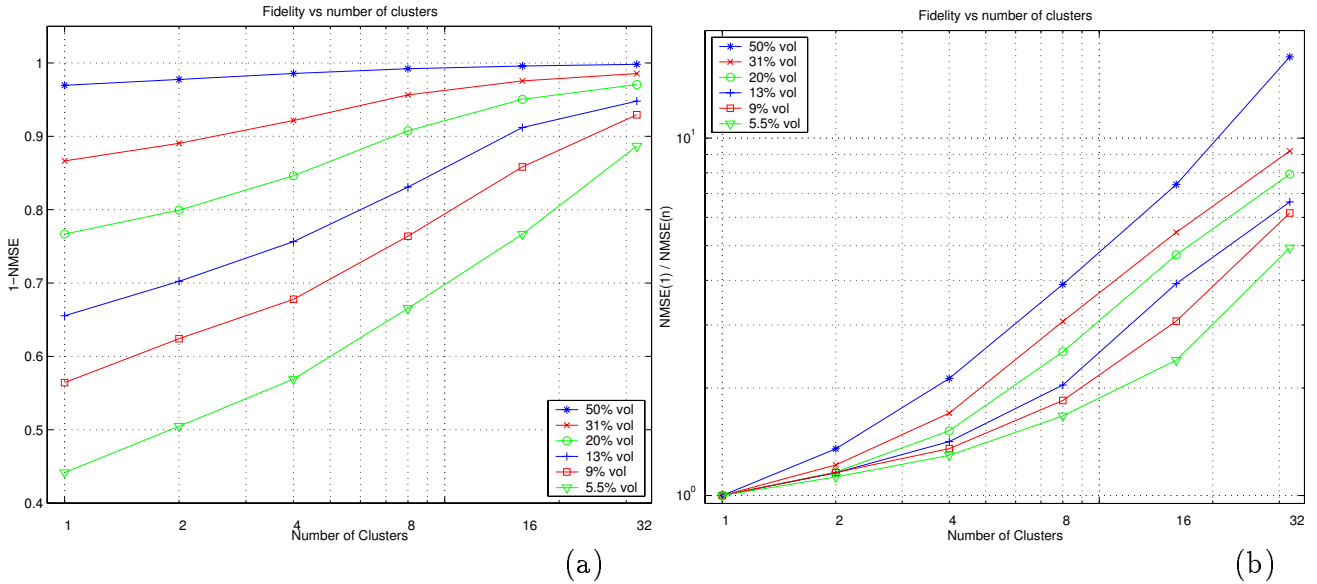 Fidelity vs number of clusters
1
0.9
0.8
0.7
0.6
0.5
0.4
1−NMSE
50% vol
31% vol
20% vol
13% vol
9% vol
5.5% vol
1 2 4 8 16 32
Number of Clusters
(a)
Fidelity vs number of clusters
50% vol
31% vol
20% vol
13% vol
9% vol
5.5% vol
10^1
10^0
NMSE(1) / NMSE(n)
1 2 4 8 16 32
Number of Clusters
(b)